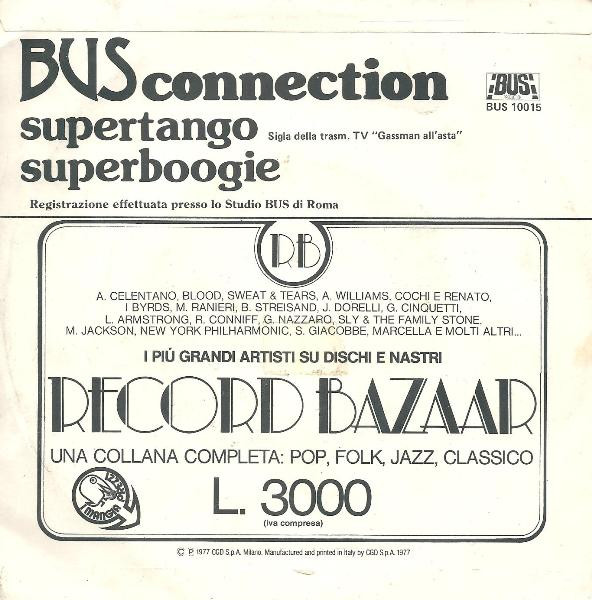 BUS connection
¡BUS!
BUS 10015
supertango Sigla della trasm. TV "Gassman all'asta"
superboogie
Registrazione effettuata presso lo Studio BUS di Roma
RB
A. CELENTANO, BLOOD, SWEAT & TEARS, A. WILLIAMS, COCHI E RENATO,
I BYRDS, M. RANIERI, B. STREISAND, J. DORELLI, G. CINQUETTI,
L. ARMSTRONG, R. CONNIFF, G. NAZZARO, SLY & THE FAMILY STONE,
M. JACKSON, NEW YORK PHILHARMONIC, S. GIACOBBE, MARCELLA E MOLTI ALTRI...
I PIÚ GRANDI ARTISTI SU DISCHI E NASTRI
RECORD BAZAAR
UNA COLLANA COMPLETA: POP, FOLK, JAZZ, CLASSICO
MANGIA
L. 3000
(iva compresa)
© ℗ 1977 CGD S.p.A. Milano. Manufactured and printed in Italy by CGD S.p.A. 1977